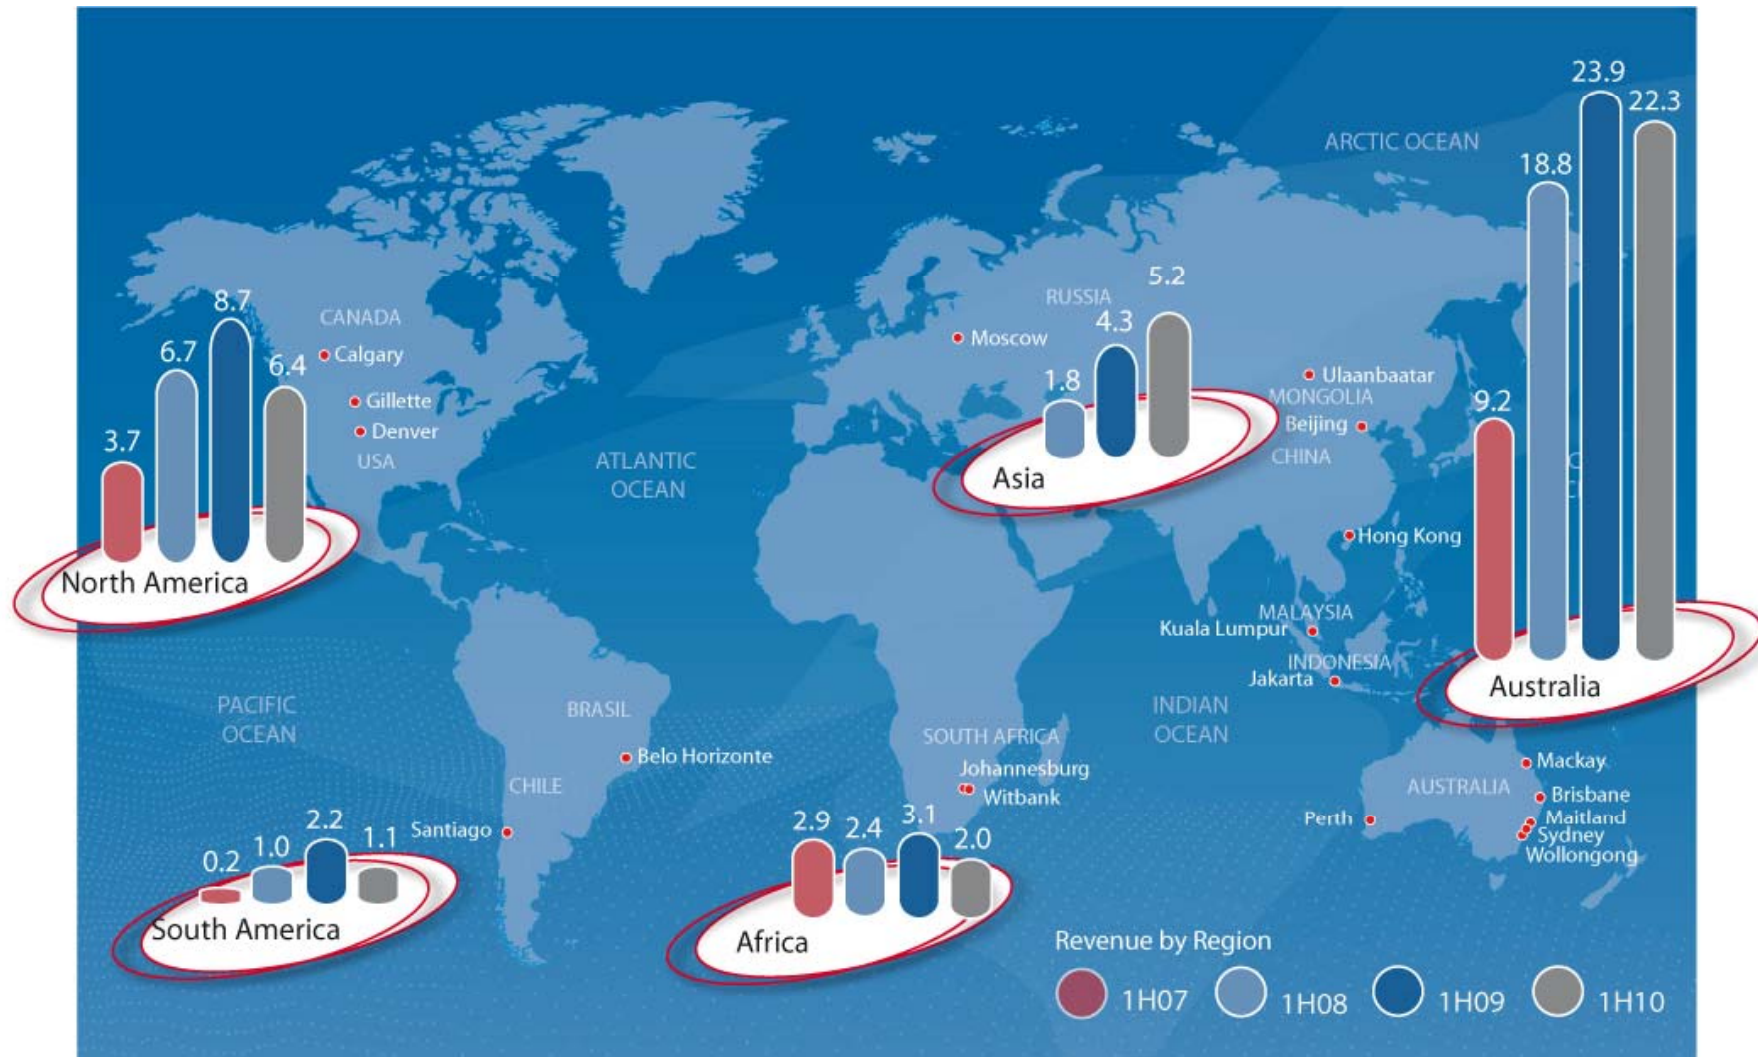 23.9
22.3
ARCTIC OCEAN
18.8
5.2
RUSSIA
8.7
CANADA
4.3
Moscow
6.7
Calgary
6.4
1.8
Ulaanbaatar
MONGOLIA
Gillette
9.2
Beijing
Denver
3.7
USA
ATLANTIC
OCEAN
CHINA
Asia
Hong Kong
North America
MALAYSIA
Kuala Lumpur
INDONESIA
Jakarta
Australia
PACIFIC
OCEAN
BRASIL
INDIAN
OCEAN
SOUTH AFRICA
Belo Horizonte
Johannesburg
Witbank
Mackay
CHILE
AUSTRALIA
Brisbane
Perth
Maitland
Sydney
Wollongong
Santiago
2.2
1.0
1.1
0.2
2.9
2.4
3.1
2.0
South America
Africa
Revenue by Region
1H07
1H08
1H09
1H10